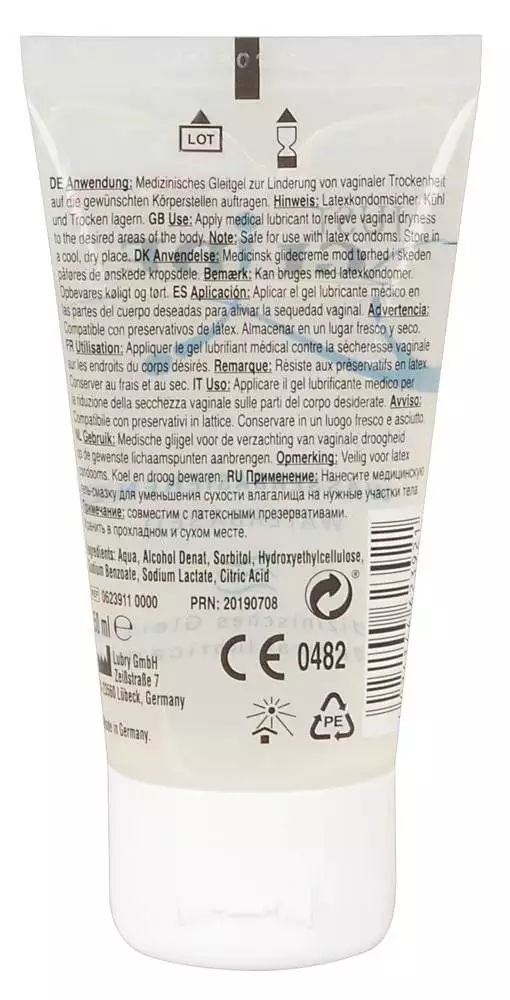 LOT
DE Anwendung: Medizinisches Gleitgel zur Linderung von vaginaler Trockenheit
auf die gewünschten Körperstellen auftragen. Hinweis: Latexkondomsicher. Kühl
und Trocken lagern. GB Use: Apply medical lubricant to relieve vaginal dryness
to the desired areas of the body. Note: Safe for use with latex condoms. Store in
a cool, dry place. DK Anvendelse: Medicinsk glidecreme mod tørhed i skeden
påføres de ønskede kropsdele. Bemærk: Kan bruges med latexkondomer.
Opbevares køligt og tørt. ES Aplicación: Aplicar el gel lubricante médico en
las partes del cuerpo deseadas para aliviar la sequedad vaginal. Advertencia:
Compatible con preservativos de látex. Almacenar en un lugar fresco y seco.
FR Utilisation: Appliquer le gel lubrifiant médical contre la sécheresse vaginale
sur les endroits du corps désirés. Remarque: Résiste aux préservatifs en latex.
Conserver au frais et au sec. IT Uso: Applicare il gel lubrificante medico per
la riduzione della secchezza vaginale sulle parti del corpo desiderate. Avviso:
Compatibile con preservativi in lattice. Conservare in un luogo fresco e asciutto.
NL Gebruik: Medische glijgel voor de verzachting van vaginale droogheid
op de gewenste lichaamspunten aanbrengen. Opmerking: Veilig voor latex
condooms. Koel en droog bewaren. RU Применение: Нанесите медицинскую
гель-смазку для уменьшения сухости влагалища на нужные участки тела.
Примечание: совместим с латексными презервативами.
Хранить в прохладном и сухом месте.
Ingredients: Aqua, Alcohol Denat, Sorbitol, Hydroxyethylcellulose,
Sodium Benzoate, Sodium Lactate, Citric Acid
0623911 0000 PRN: 20190708
50 ml ℮
CE 0482
Lubry GmbH
Zeißstraße 7
23560 Lübeck, Germany
PE
Made in Germany.